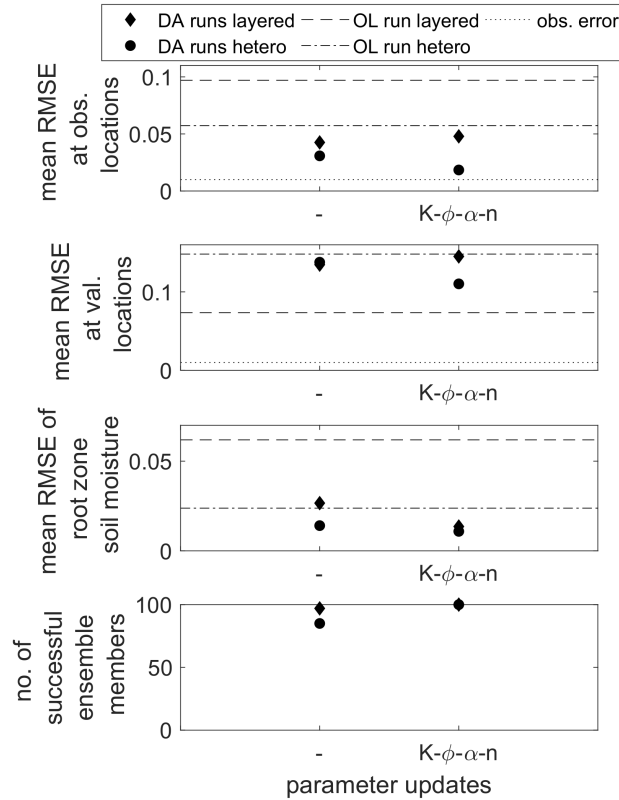 DA runs layered OL run layered obs. error
DA runs hetero OL run hetero
mean RMSE
at obs.
locations
0.1
0.05
0
- K-ϕ-α-n
mean RMSE
at val.
locations
0.1
0
- K-ϕ-α-n
mean RMSE of
root zone
soil moisture
0.05
0
- K-ϕ-α-n
no. of
successful
ensemble
members
100
50
0
- K-ϕ-α-n
parameter updates